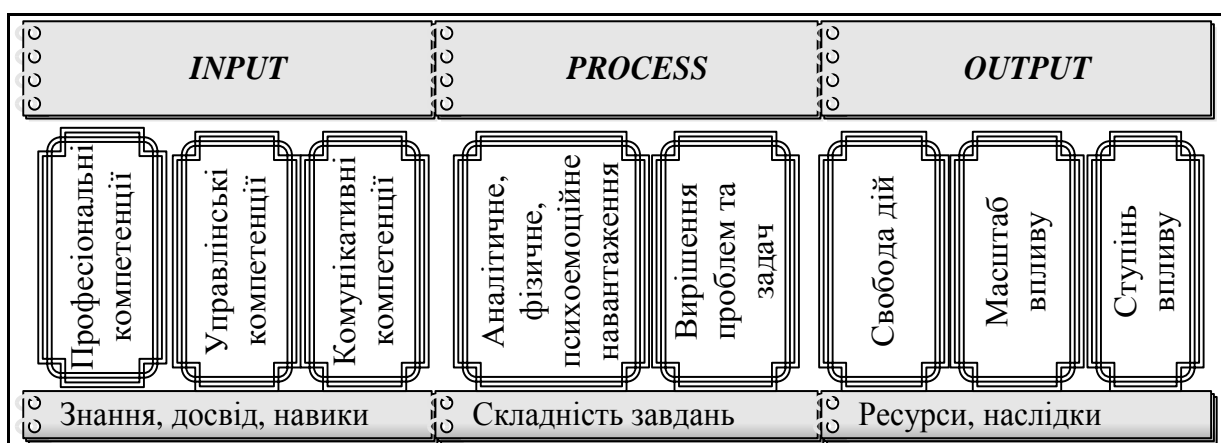 INPUT
PROCESS
OUTPUT
Професіональні
компетенції
Управлінські
компетенції
Комунікативні
компетенції
Аналітичне,
фізичне,
психоемоційне
навантаження
Вирішення
проблем та
задач
Свобода дій
Масштаб
впливу
Ступінь
впливу
Знання, досвід, навики
Складність завдань
Ресурси, наслідки